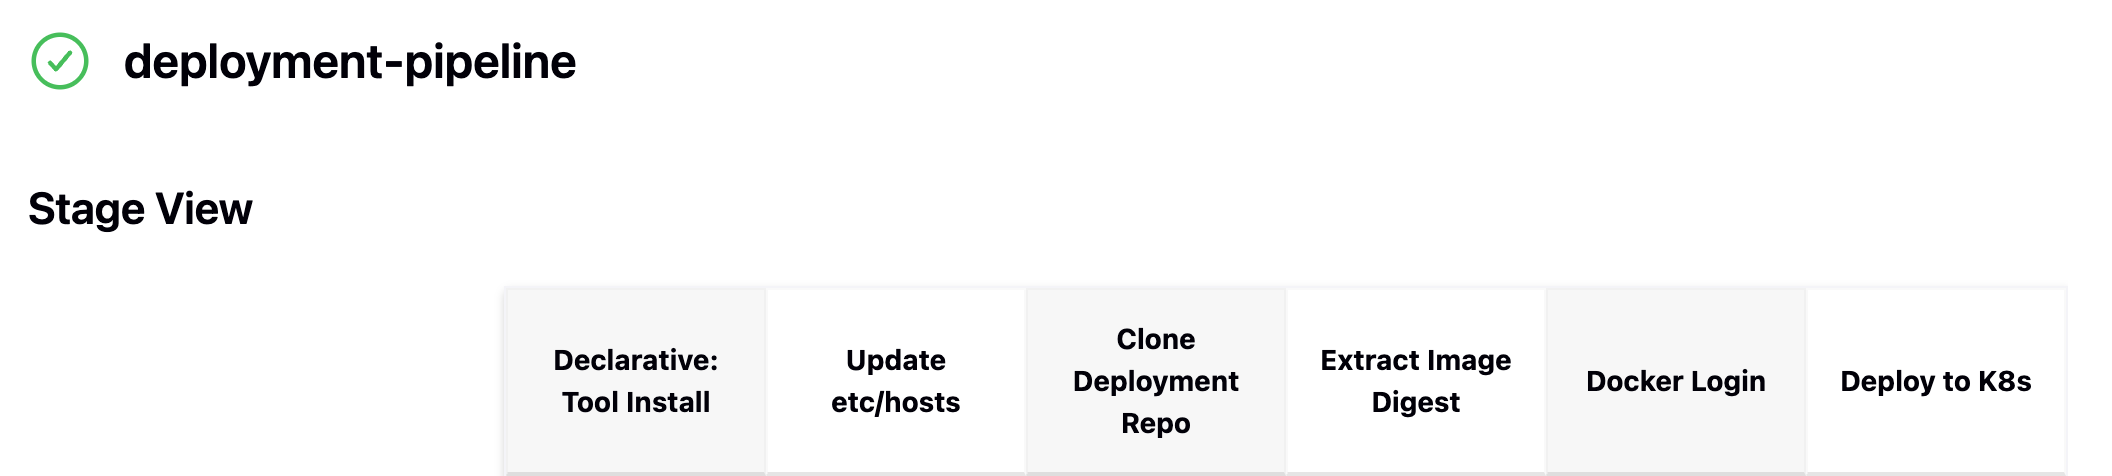 deployment-pipeline
Stage View
Declarative:
Tool Install
Update
etc/hosts
Clone
Deployment
Repo
Extract Image
Digest
Docker Login
Deploy to K8s